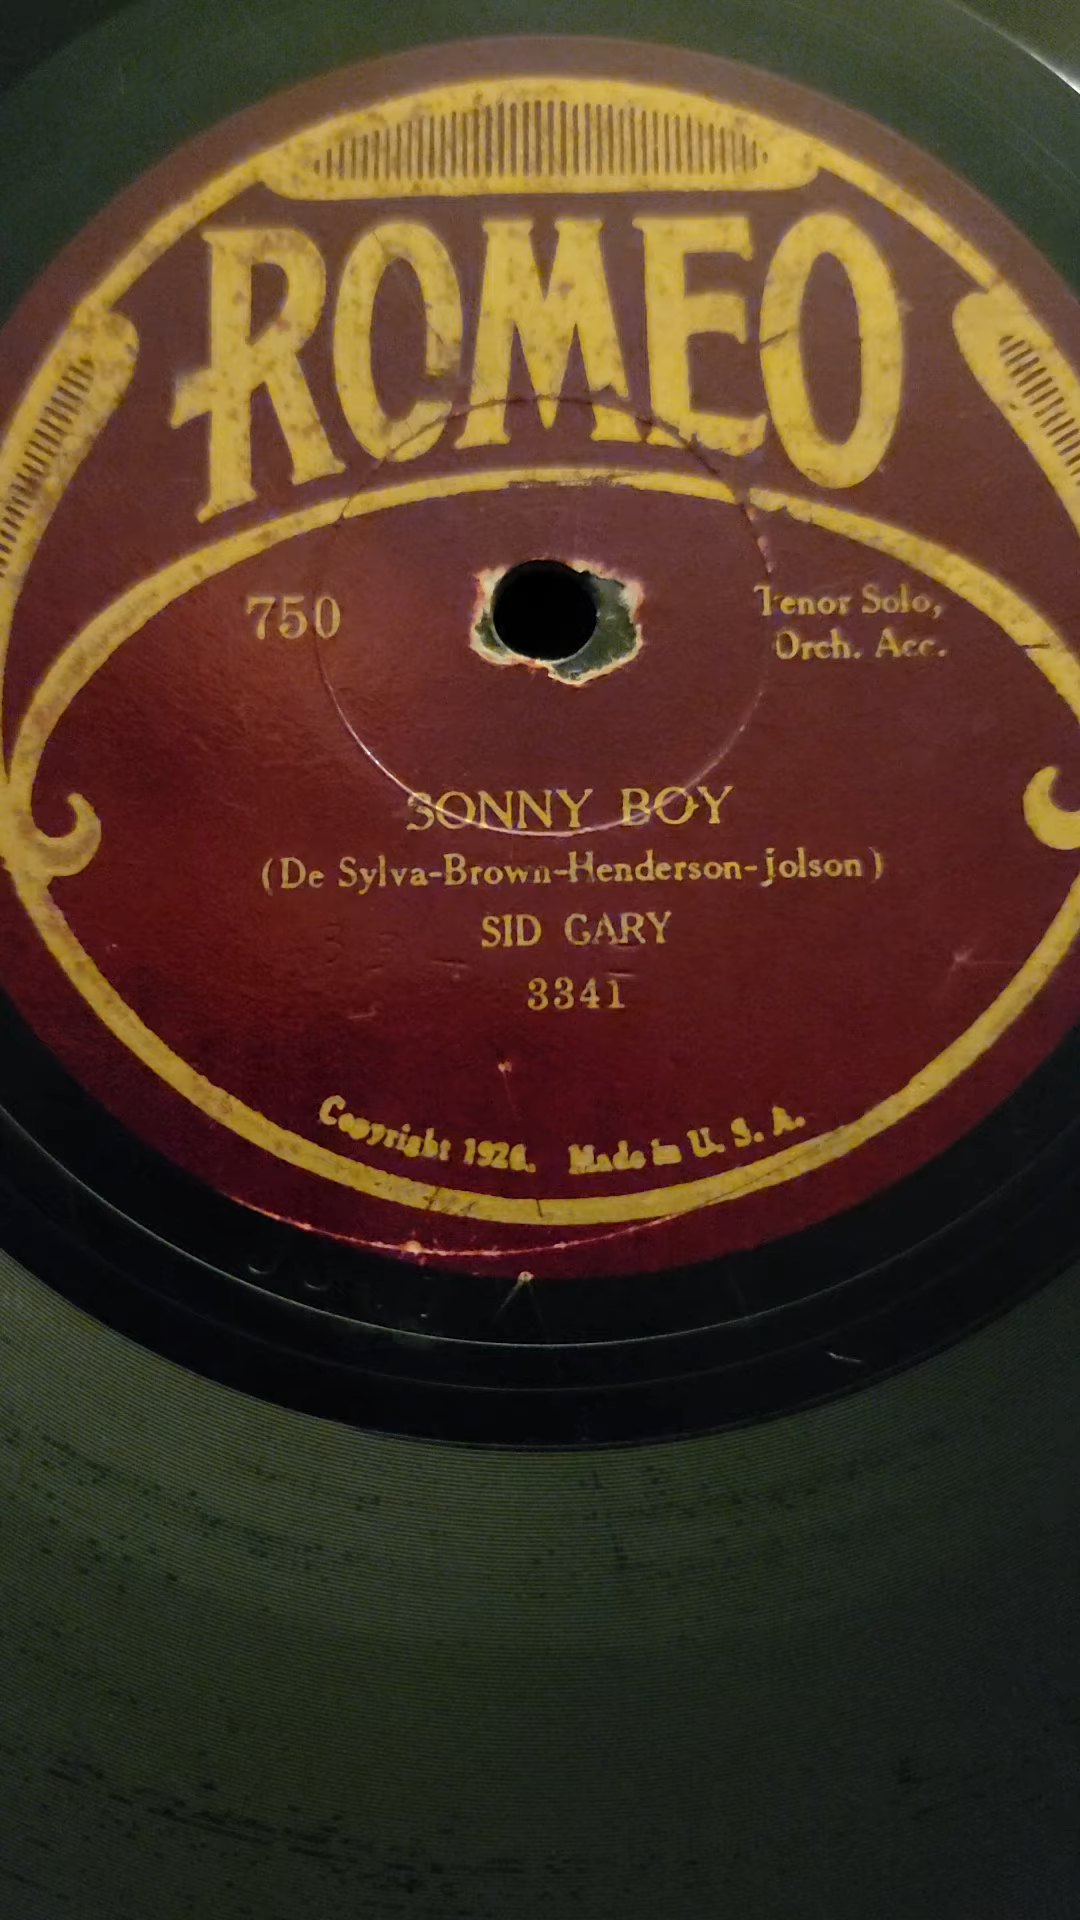 ROMEO
750
Tenor Solo,
Orch. Acc.
SONNY BOY
(De Sylva-Brown-Henderson-jolson)
SID GARY
3341
Copyright 1926. Made in U. S. A.